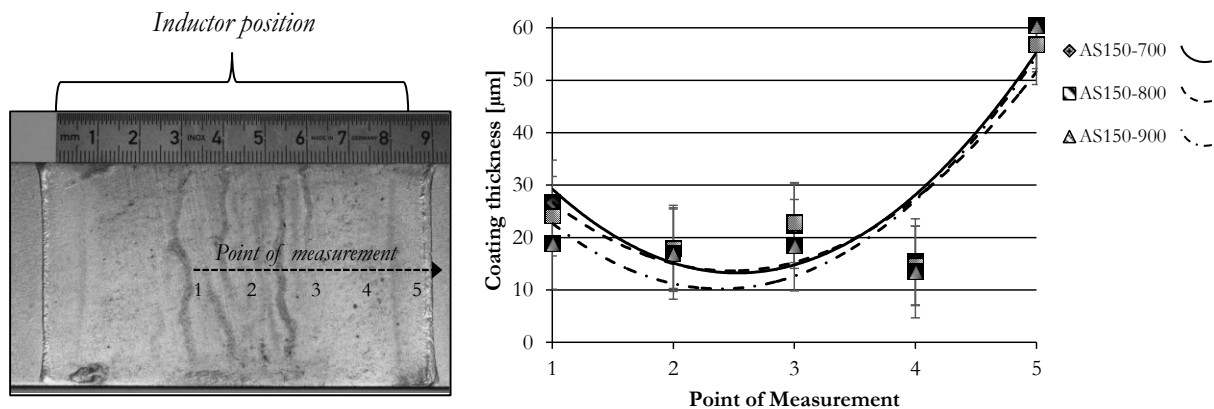 Inductor position
mm 1 2 3 INOX 4 5 6 MADE IN 7 GERMANY 8 9
Point of measurement
1 2 3 4 5
Coating thickness [µm]
60
50
40
30
20
10
0
1 2 3 4 5
Point of Measurement
AS150-700
AS150-800
AS150-900